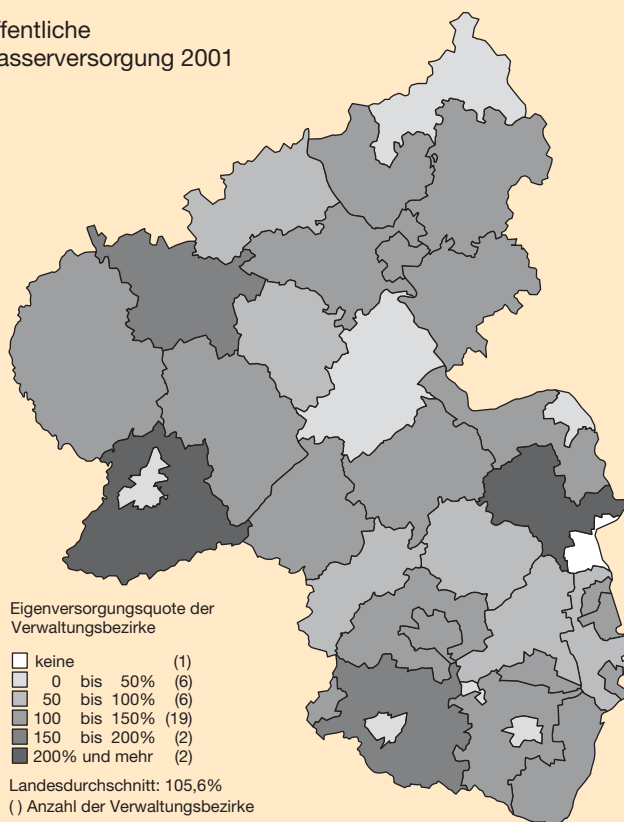 ffentliche
asserversorgung 2001
Eigenversorgungsquote der
Verwaltungsbezirke
keine (1)
0 bis 50% (6)
50 bis 100% (6)
100 bis 150% (19)
150 bis 200% (2)
200% und mehr (2)
Landesdurchschnitt: 105,6%
( ) Anzahl der Verwaltungsbezirke